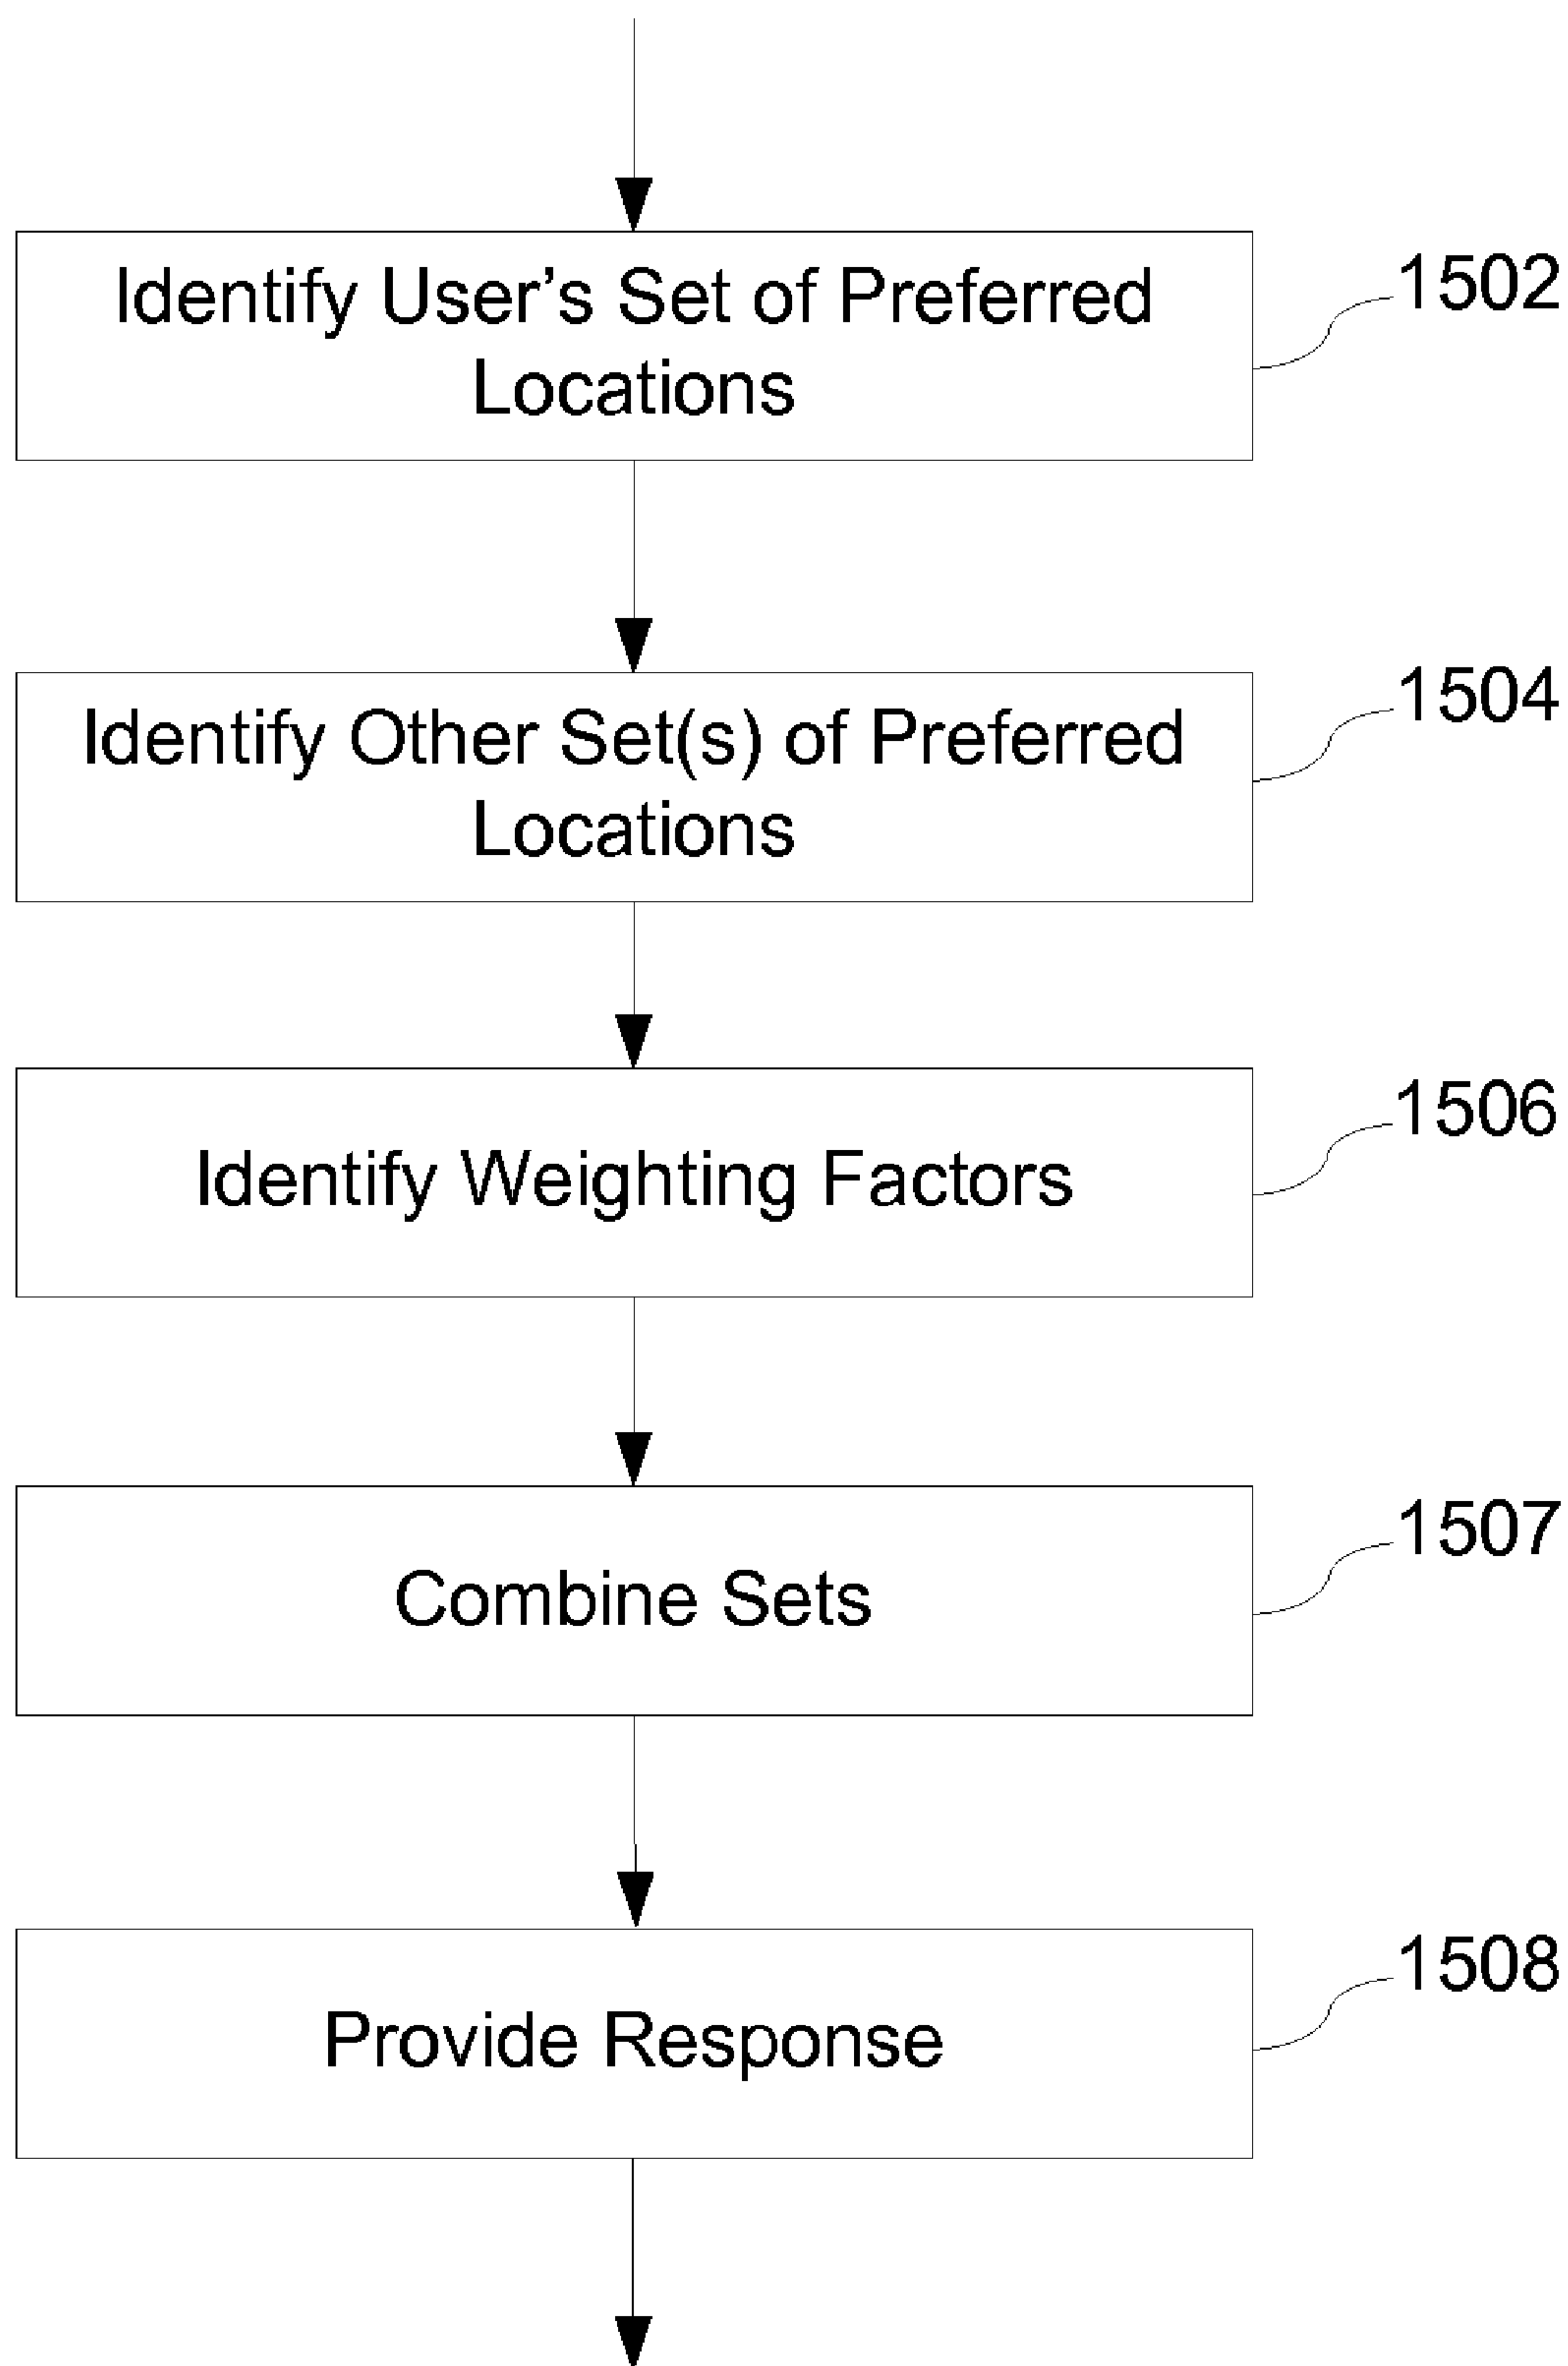 Identify User’s Set of Preferred
Locations
1502
Identify Other Set(s) of Preferred
Locations
1504
Identify Weighting Factors
1506
Combine Sets
1507
Provide Response
1508